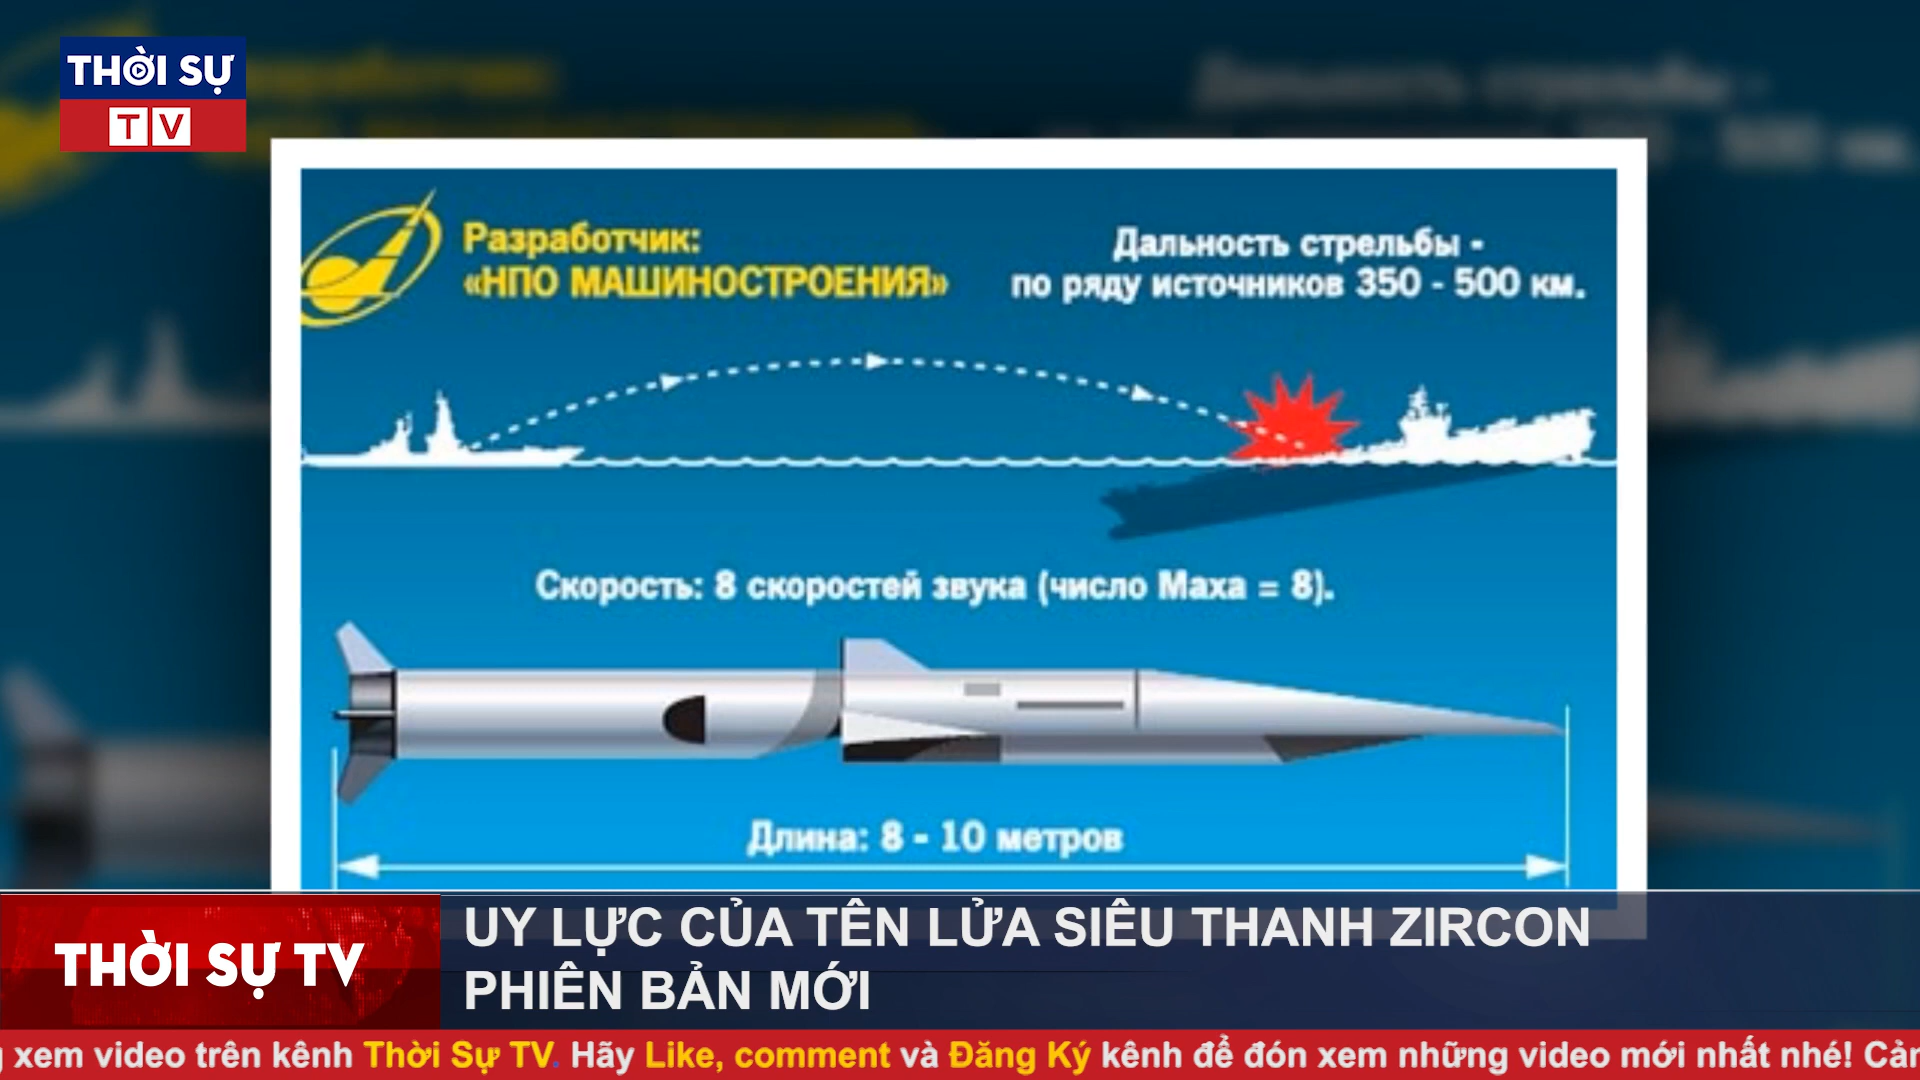 THỜI SỰ
TV
Разработчик:
«НПО МАШИНОСТРОЕНИЯ»
Дальность стрельбы -
по ряду источников 350 - 500 км.
Скорость: 8 скоростей звука (число Маха = 8).
Длина: 8 - 10 метров
THỜI SỰ TV
UY LỰC CỦA TÊN LỬA SIÊU THANH ZIRCON
PHIÊN BẢN MỚI
xem video trên kênh Thời Sự TV. Hãy Like, comment và Đăng Ký kênh để đón xem những video mới nhất nhé!